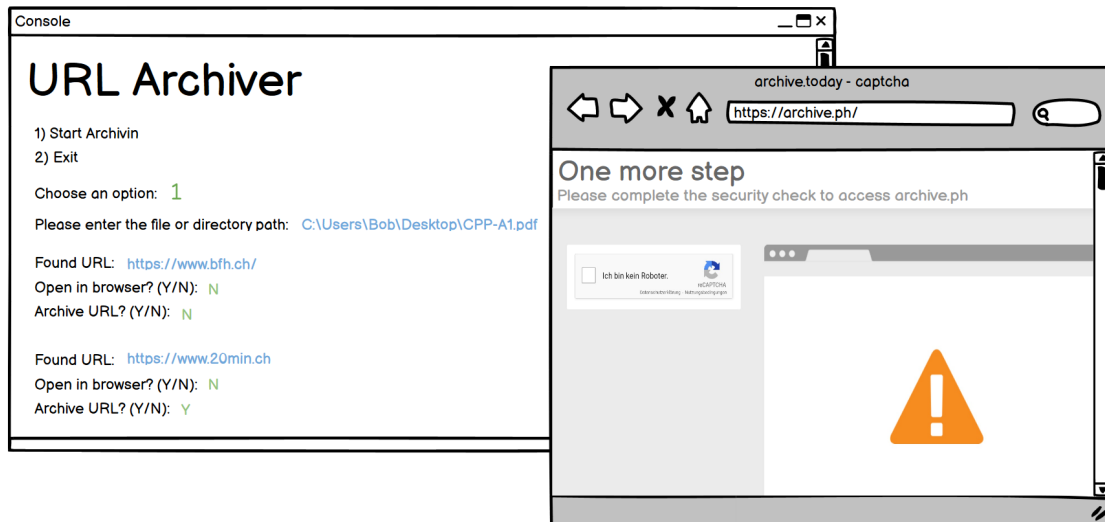 Console
URL Archiver
1) Start Archivin
2) Exit
Choose an option: 1
Please enter the file or directory path: C:\Users\Bob\Desktop\CPP-A1.pdf
Found URL: https://www.bfh.ch/
Open in browser? (Y/N): N
Archive URL? (Y/N): N
Found URL: https://www.20min.ch
Open in browser? (Y/N): N
Archive URL? (Y/N): Y
archive.today - captcha
https://archive.ph/
One more step
Please complete the security check to access archive.ph
Ich bin kein Roboter.
reCAPTCHA
Datenschutzerklärung - Nutzungsbedingungen